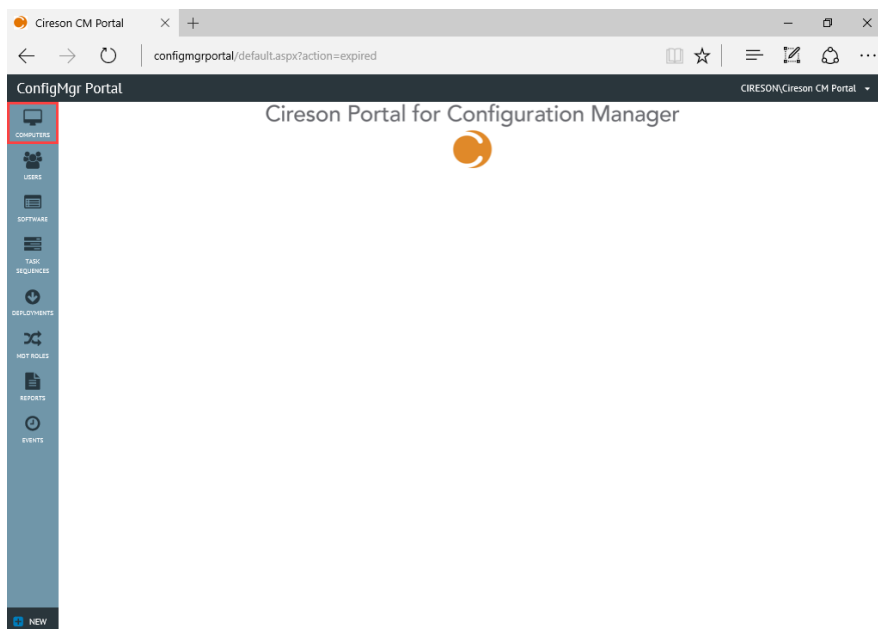 Cireson CM Portal
configmgrportal/default.aspx?action=expired
ConfigMgr Portal
CIRESON\Cireson CM Portal
COMPUTERS
USERS
SOFTWARE
TASK
SEQUENCES
DEPLOYMENTS
MDT ROLES
REPORTS
EVENTS
NEW
Cireson Portal for Configuration Manager